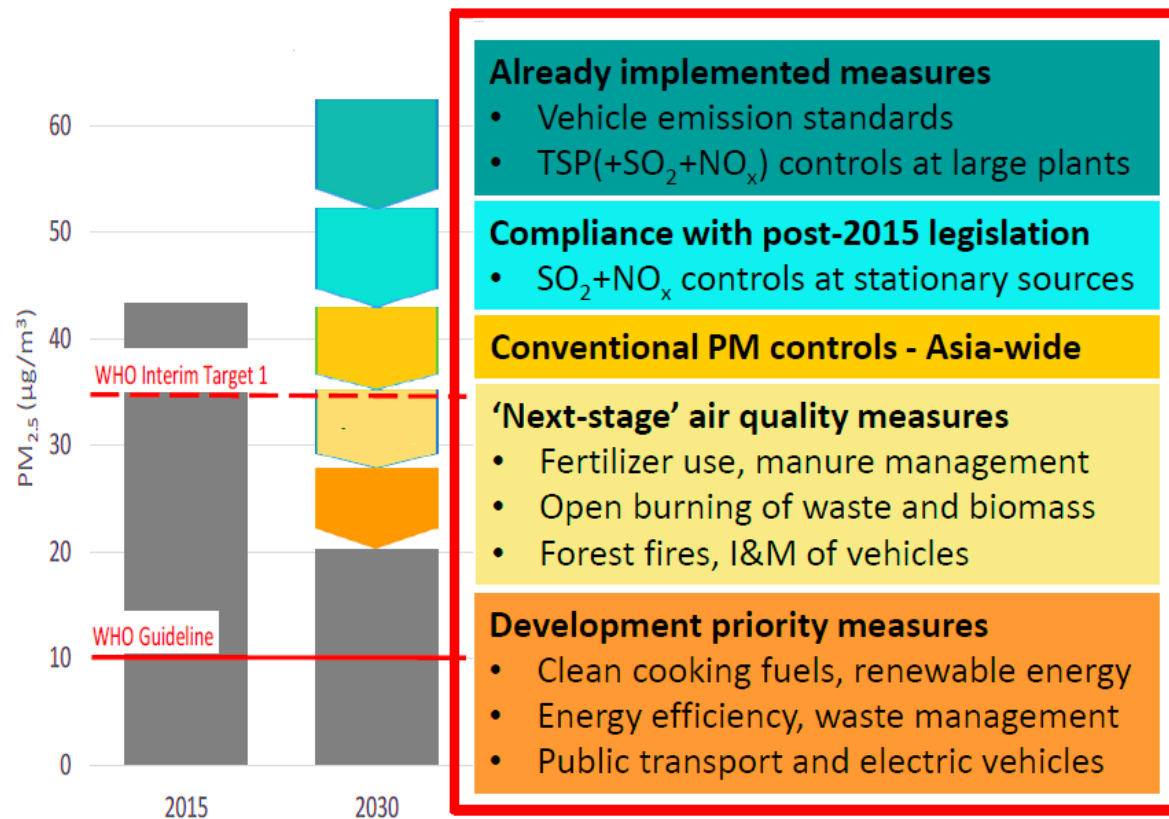 60
50
40
30
20
10
0
PM₂.₅ (µg/m³)
WHO Interim Target 1
WHO Guideline
2015
2030
Already implemented measures
• Vehicle emission standards
• TSP(+SO₂+NOₓ) controls at large plants
Compliance with post-2015 legislation
• SO₂+NOₓ controls at stationary sources
Conventional PM controls - Asia-wide
‘Next-stage’ air quality measures
• Fertilizer use, manure management
• Open burning of waste and biomass
• Forest fires, I&M of vehicles
Development priority measures
• Clean cooking fuels, renewable energy
• Energy efficiency, waste management
• Public transport and electric vehicles